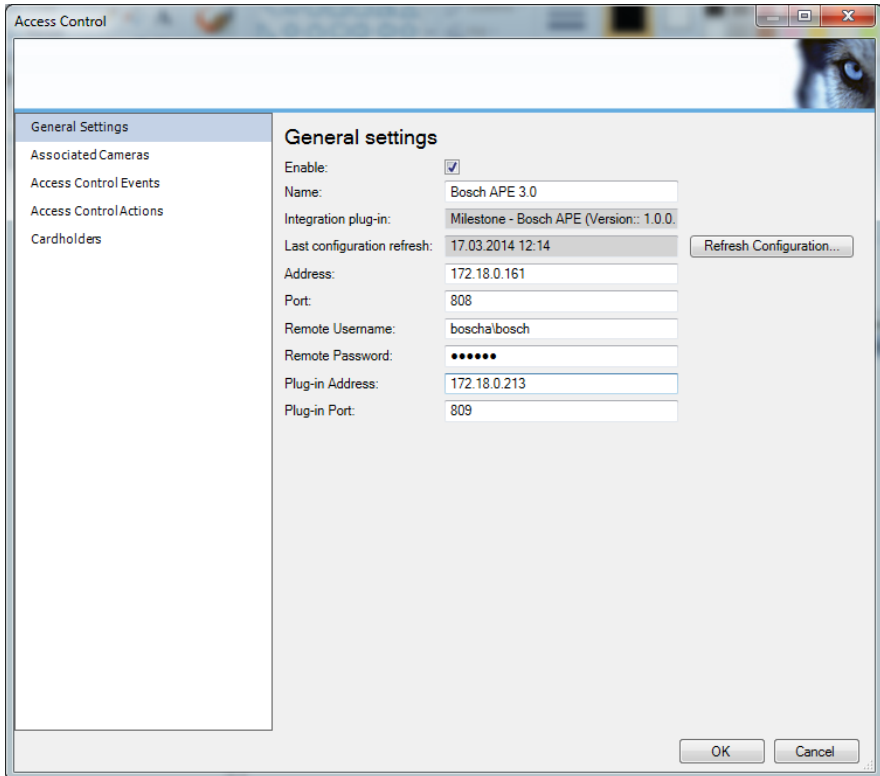 Access Control
General Settings
Associated Cameras
Access Control Events
Access Control Actions
Cardholders
General settings
Enable:
Name: Bosch APE 3.0
Integration plug-in: Milestone - Bosch APE (Version:: 1.0.0.
Last configuration refresh: 17.03.2014 12:14 Refresh Configuration...
Address: 172.18.0.161
Port: 808
Remote Username: boscha\bosch
Remote Password: ●●●●●●
Plug-in Address: 172.18.0.213
Plug-in Port: 809
OK Cancel